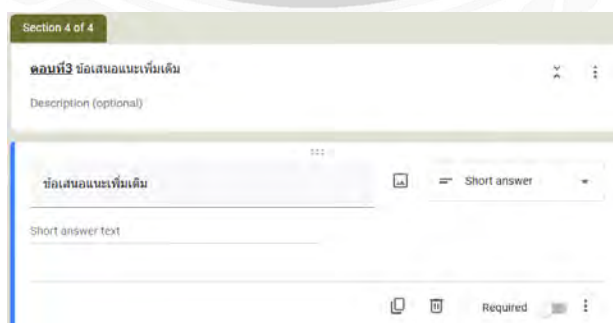 Section 4 of 4
ตอนที่3 ข้อเสนอแนะเพิ่มเติม
Description (optional)
ข้อเสนอแนะเพิ่มเติม
Short answer
Short answer text
Required